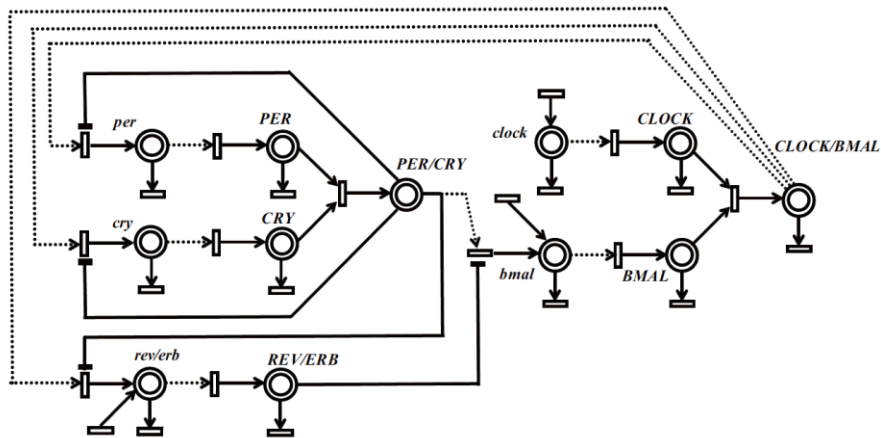 per
PER
clock
CLOCK
PER/CRY
CLOCK/BMAL
cry
CRY
bmal
BMAL
rev/erb
REV/ERB